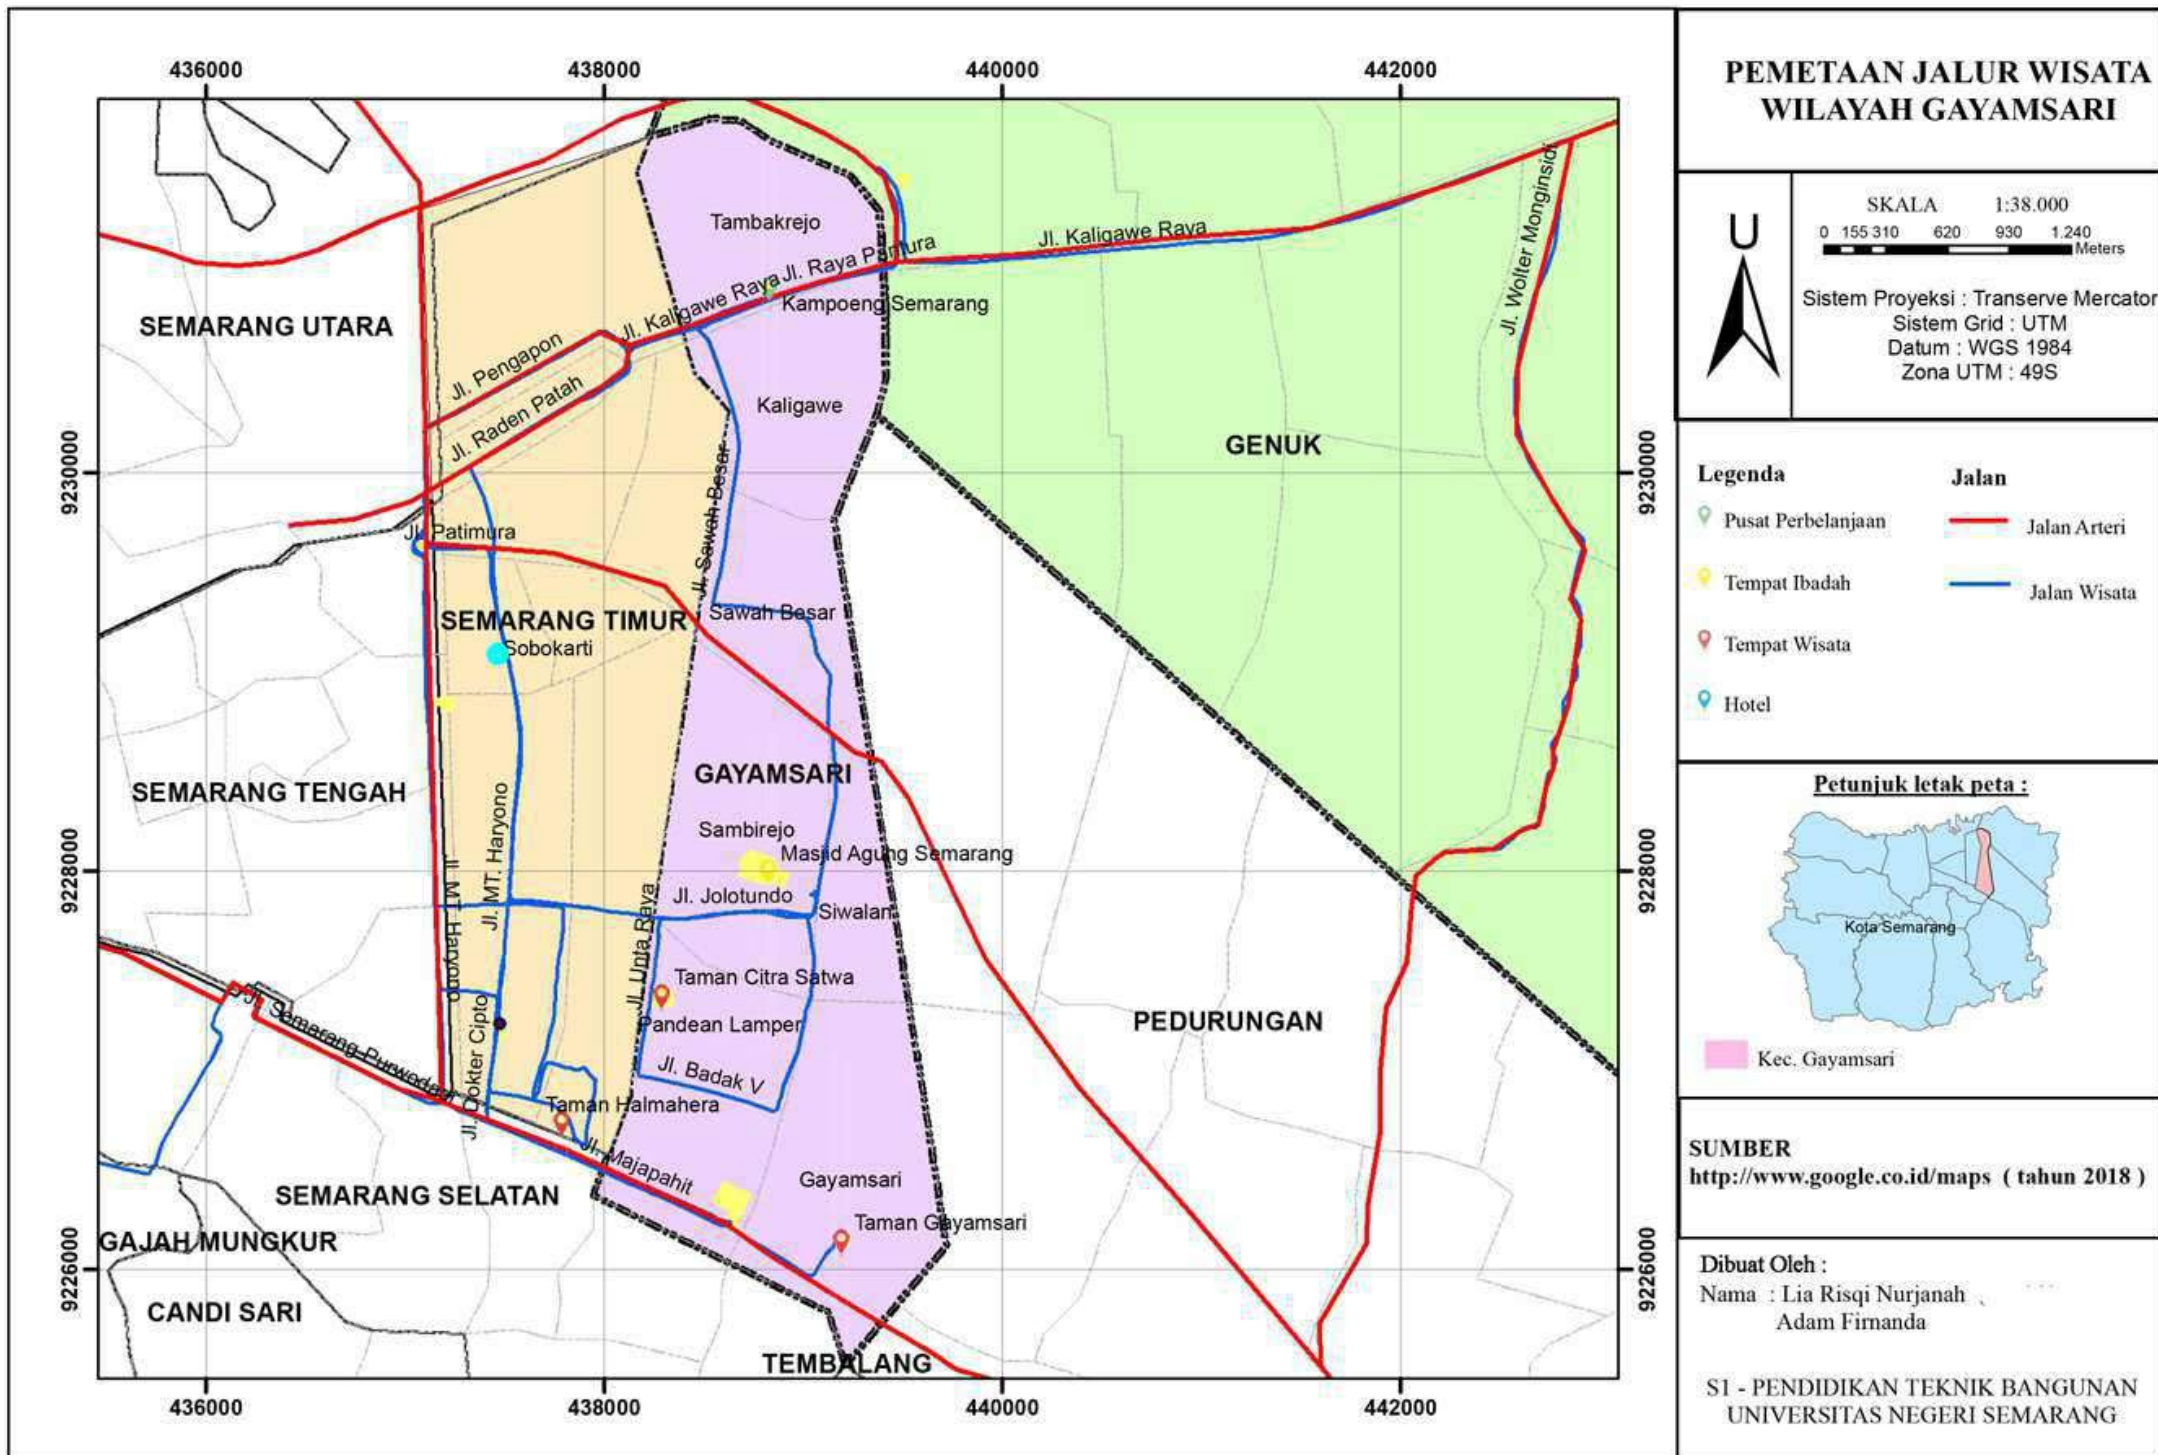 436000
438000
440000
442000
9230000
9228000
9226000
9230000
9228000
9226000
436000
438000
440000
442000
Tambakrejo
Jl. Kaligawe Raya
Jl. Raya Pantura
Jl. Kaligawe Raya
Jl. Wolter Monginsidi
Kampoeng Semarang
SEMARANG UTARA
Jl. Pengapon
Jl. Raden Patah
Kaligawe
GENUK
Jl. Sawah Besar
Jl. Patimura
SEMARANG TIMUR
Sawah Besar
Sobokarti
SEMARANG TENGAH
GAYAMSARI
Jl. MT. Haryono
Jl. MT. Haryono
Sambirejo
Masjid Agung Semarang
Jl. Jolotundo
Siwalan
Jl. Unta Raya
Taman Citra Satwa
Pandean Lamper
PEDURUNGAN
Jl. Semarang Purwodadi
Jl. Dokter Cipto
Jl. Badak V
Taman Halmahera
Jl. Majapahit
SEMARANG SELATAN
Gayamsari
Taman Gayamsari
GAJAH MUNGKUR
CANDI SARI
TEMBALANG
PEMETAAN JALUR WISATA
WILAYAH GAYAMSARI
U
SKALA 1:38.000
0 155 310 620 930 1.240
Meters
Sistem Proyeksi : Transerve Mercator
Sistem Grid : UTM
Datum : WGS 1984
Zona UTM : 49S
Legenda
Pusat Perbelanjaan
Tempat Ibadah
Tempat Wisata
Hotel
Jalan
Jalan Arteri
Jalan Wisata
Petunjuk letak peta :
Kota Semarang
Kec. Gayamsari
SUMBER
http://www.google.co.id/maps ( tahun 2018 )
Dibuat Oleh :
Nama : Lia Risqi Nurjanah
Adam Firnanda
S1 - PENDIDIKAN TEKNIK BANGUNAN
UNIVERSITAS NEGERI SEMARANG